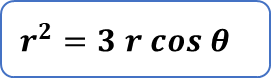 r² = 3 r cos θ